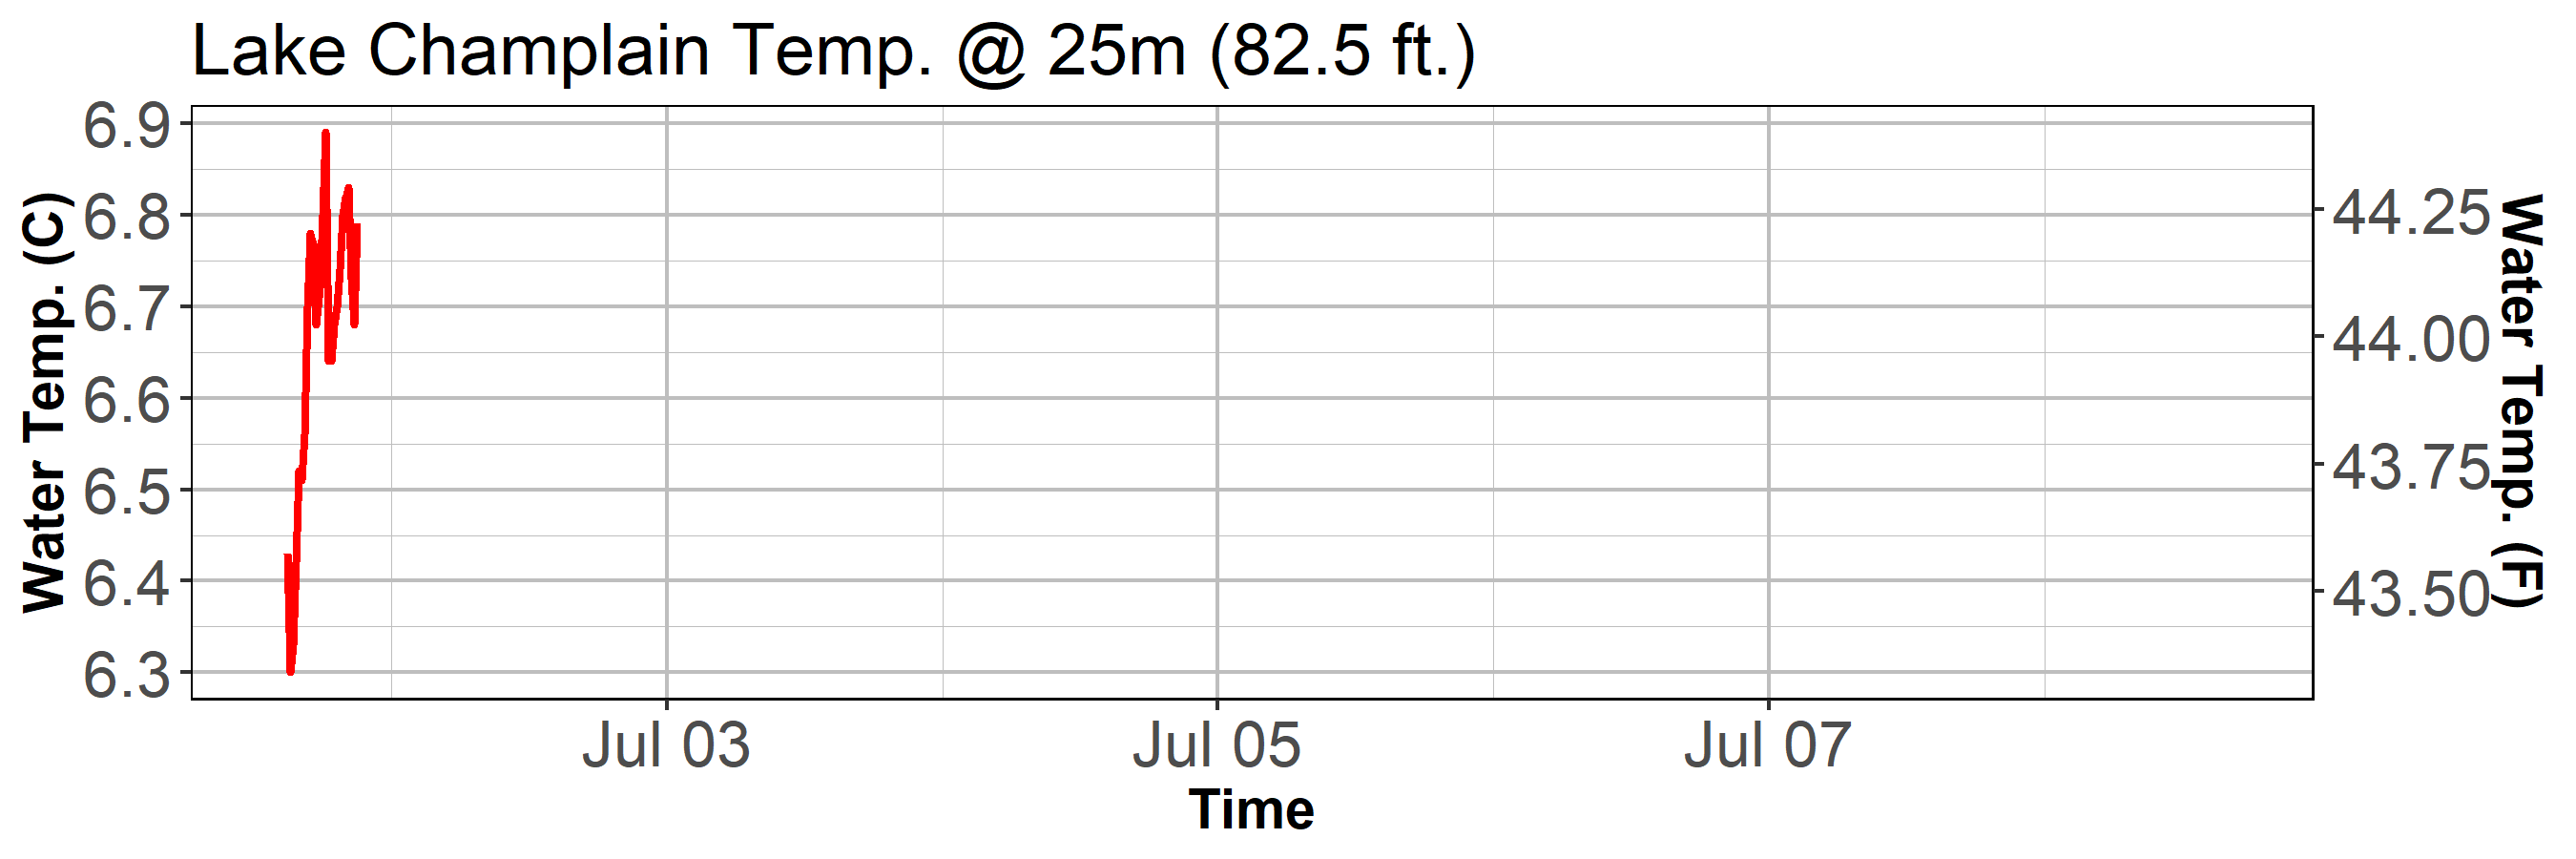 Lake Champlain Temp. @ 25m (82.5 ft.)
Water Temp. (C)
6.9
6.8
6.7
6.6
6.5
6.4
6.3
44.25
44.00
43.75
43.50
Water Temp. (F)
Jul 03 Jul 05 Jul 07
Time